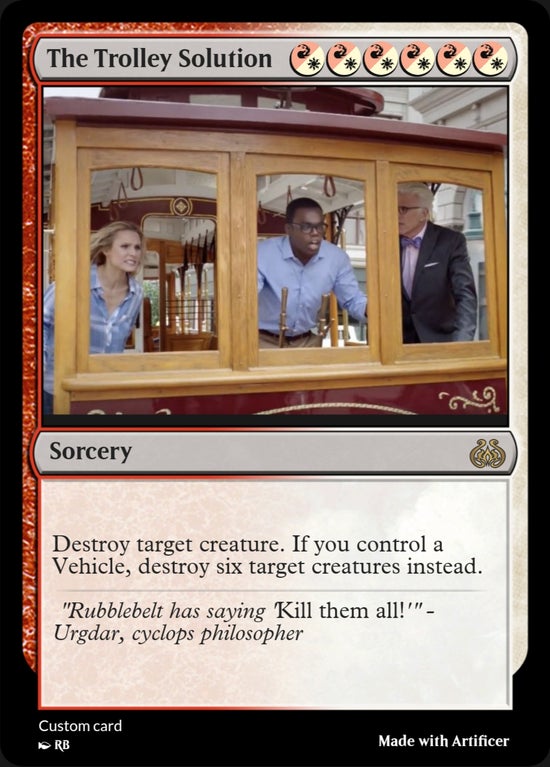 The Trolley Solution
Sorcery
Destroy target creature. If you control a
Vehicle, destroy six target creatures instead.
"Rubblebelt has saying 'Kill them all!'" -
Urgdar, cyclops philosopher
Custom card
RB
Made with Artificer